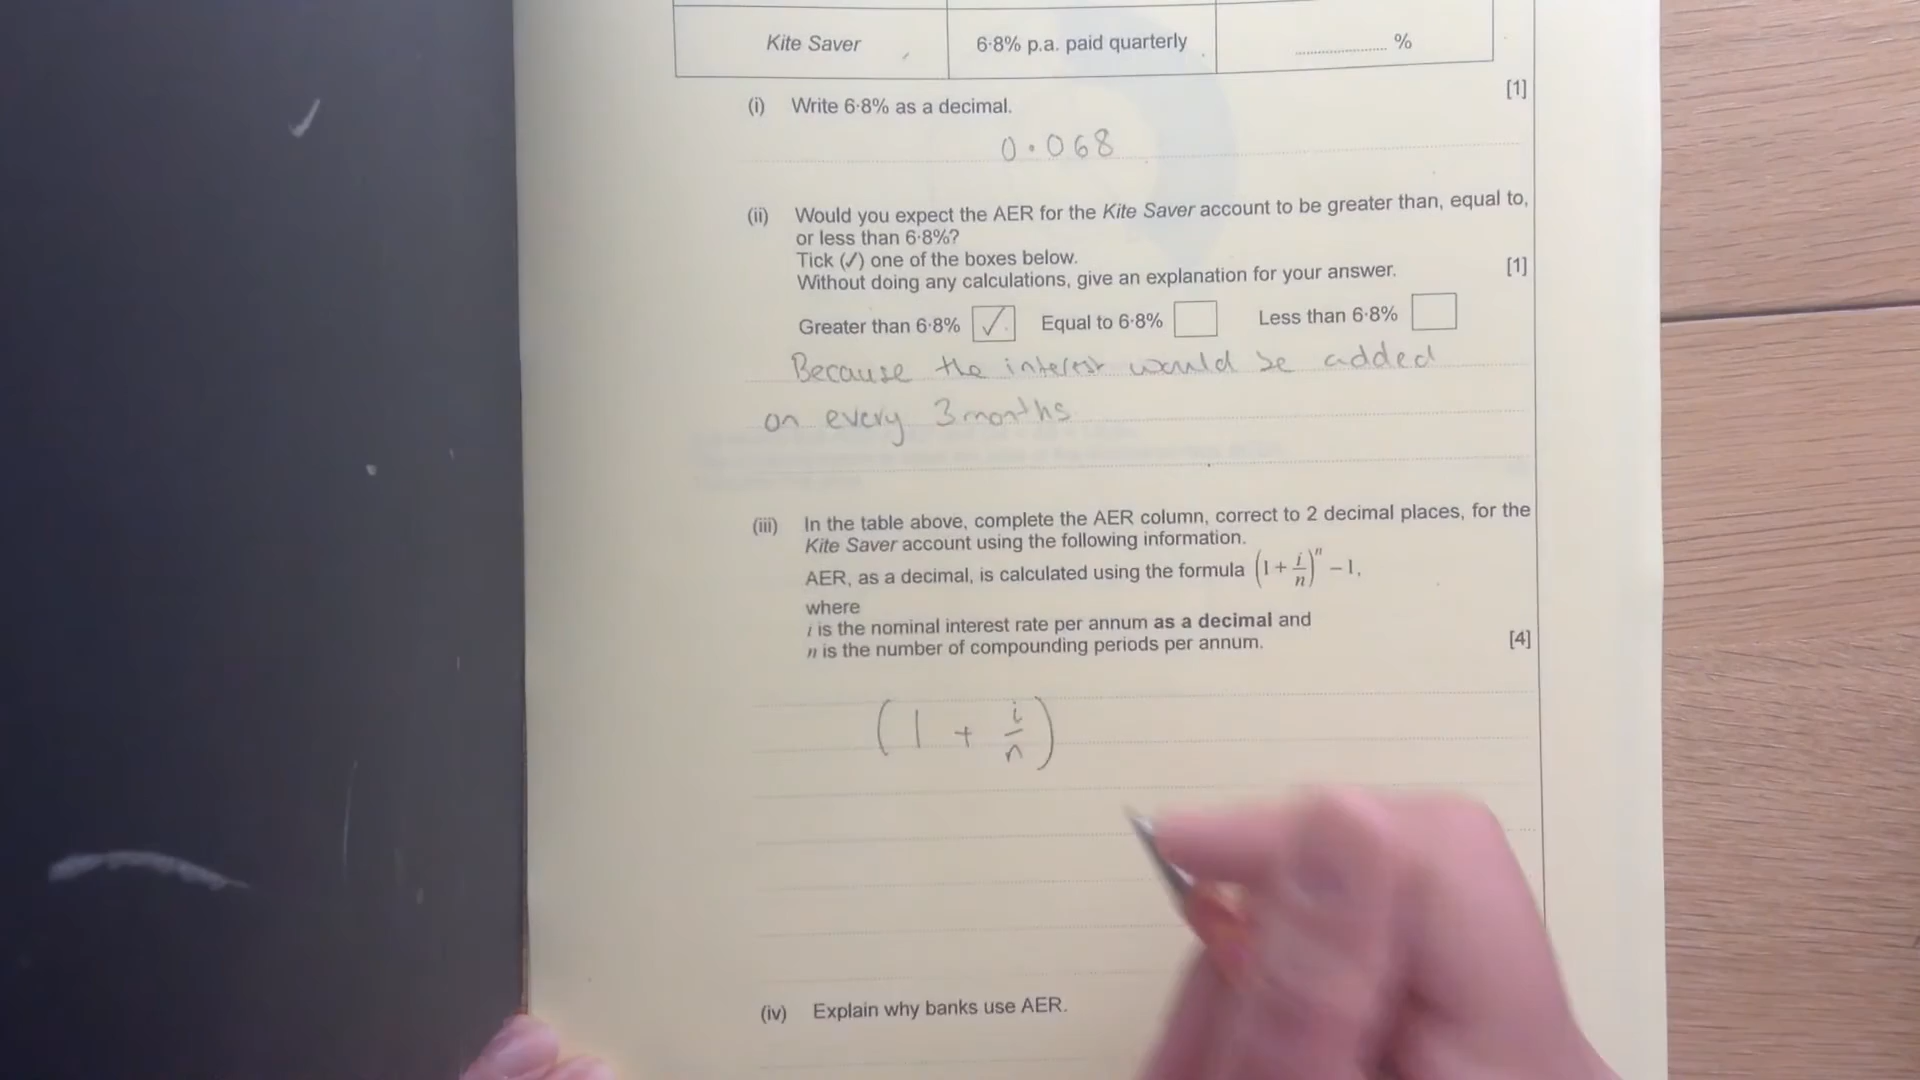 Kite Saver 6·8% p.a. paid quarterly .................... %
[1]
(i) Write 6·8% as a decimal.
0.068
(ii) Would you expect the AER for the Kite Saver account to be greater than, equal to,
or less than 6·8%?
Tick (✓) one of the boxes below.
Without doing any calculations, give an explanation for your answer. [1]
Greater than 6·8% ✓ Equal to 6·8% Less than 6·8%
Because the interest would be added
on every 3 months
(iii) In the table above, complete the AER column, correct to 2 decimal places, for the
Kite Saver account using the following information.
AER, as a decimal, is calculated using the formula (1 + i/n)^n − 1,
where
i is the nominal interest rate per annum as a decimal and
n is the number of compounding periods per annum. [4]
(1 + i/n)
(iv) Explain why banks use AER.